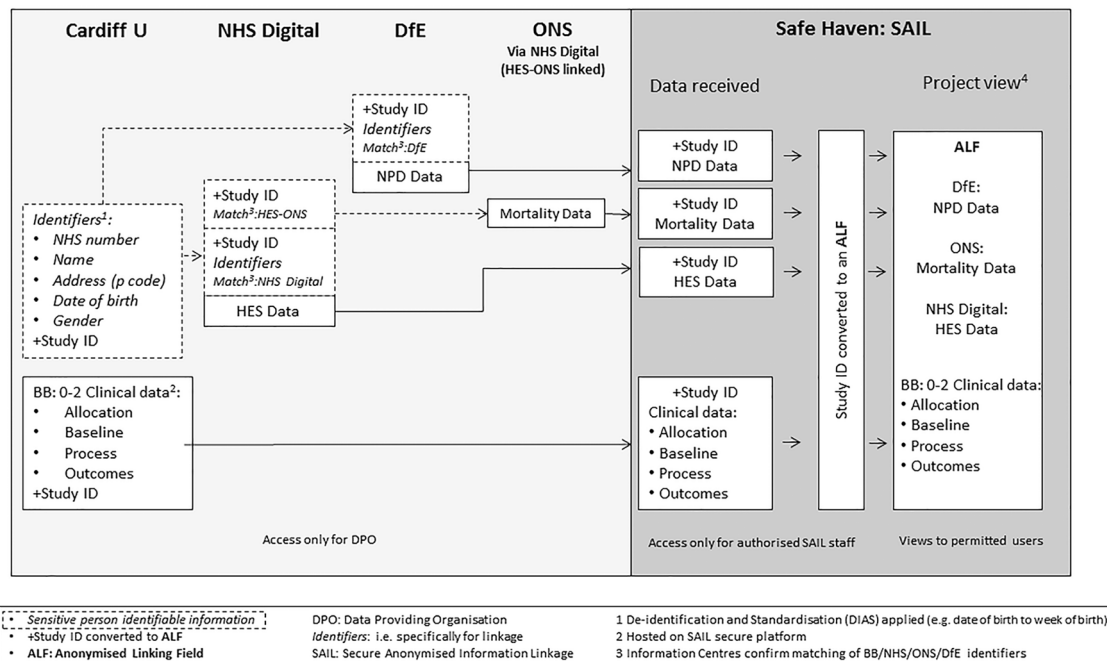 Cardiff U
NHS Digital
DfE
ONS
Via NHS Digital
(HES-ONS linked)
Safe Haven: SAIL
Data received
Project view4
+Study ID
Identifiers
Match3:DfE
NPD Data
+Study ID
Match3:HES-ONS
+Study ID
Identifiers
Match3:NHS Digital
HES Data
Mortality Data
Identifiers1:
• NHS number
• Name
• Address (p code)
• Date of birth
• Gender
+Study ID
BB: 0-2 Clinical data2:
• Allocation
• Baseline
• Process
• Outcomes
+Study ID
Access only for DPO
+Study ID
NPD Data
+Study ID
Mortality Data
+Study ID
HES Data
+Study ID
Clinical data:
• Allocation
• Baseline
• Process
• Outcomes
Access only for authorised SAIL staff
Study ID converted to an ALF
ALF
DfE:
NPD Data
ONS:
Mortality Data
NHS Digital:
HES Data
BB: 0-2 Clinical data:
• Allocation
• Baseline
• Process
• Outcomes
Views to permitted users
• Sensitive person identifiable information
• +Study ID converted to ALF
• ALF: Anonymised Linking Field
DPO: Data Providing Organisation
Identifiers: i.e. specifically for linkage
SAIL: Secure Anonymised Information Linkage
1 De-identification and Standardisation (DIAS) applied (e.g. date of birth to week of birth)
2 Hosted on SAIL secure platform
3 Information Centres confirm matching of BB/NHS/ONS/DfE identifiers